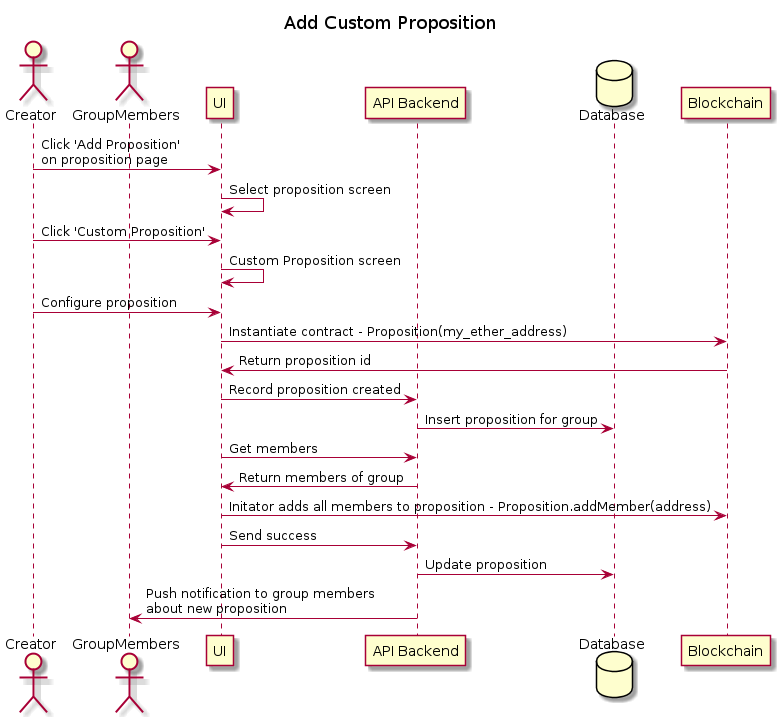 Add Custom Proposition
Creator
GroupMembers
UI
API Backend
Database
Blockchain
Click 'Add Proposition'
on proposition page
Select proposition screen
Click 'Custom Proposition'
Custom Proposition screen
Configure proposition
Instantiate contract - Proposition(my_ether_address)
Return proposition id
Record proposition created
Insert proposition for group
Get members
Return members of group
Initator adds all members to proposition - Proposition.addMember(address)
Send success
Update proposition
Push notification to group members
about new proposition
Creator
GroupMembers
UI
API Backend
Database
Blockchain